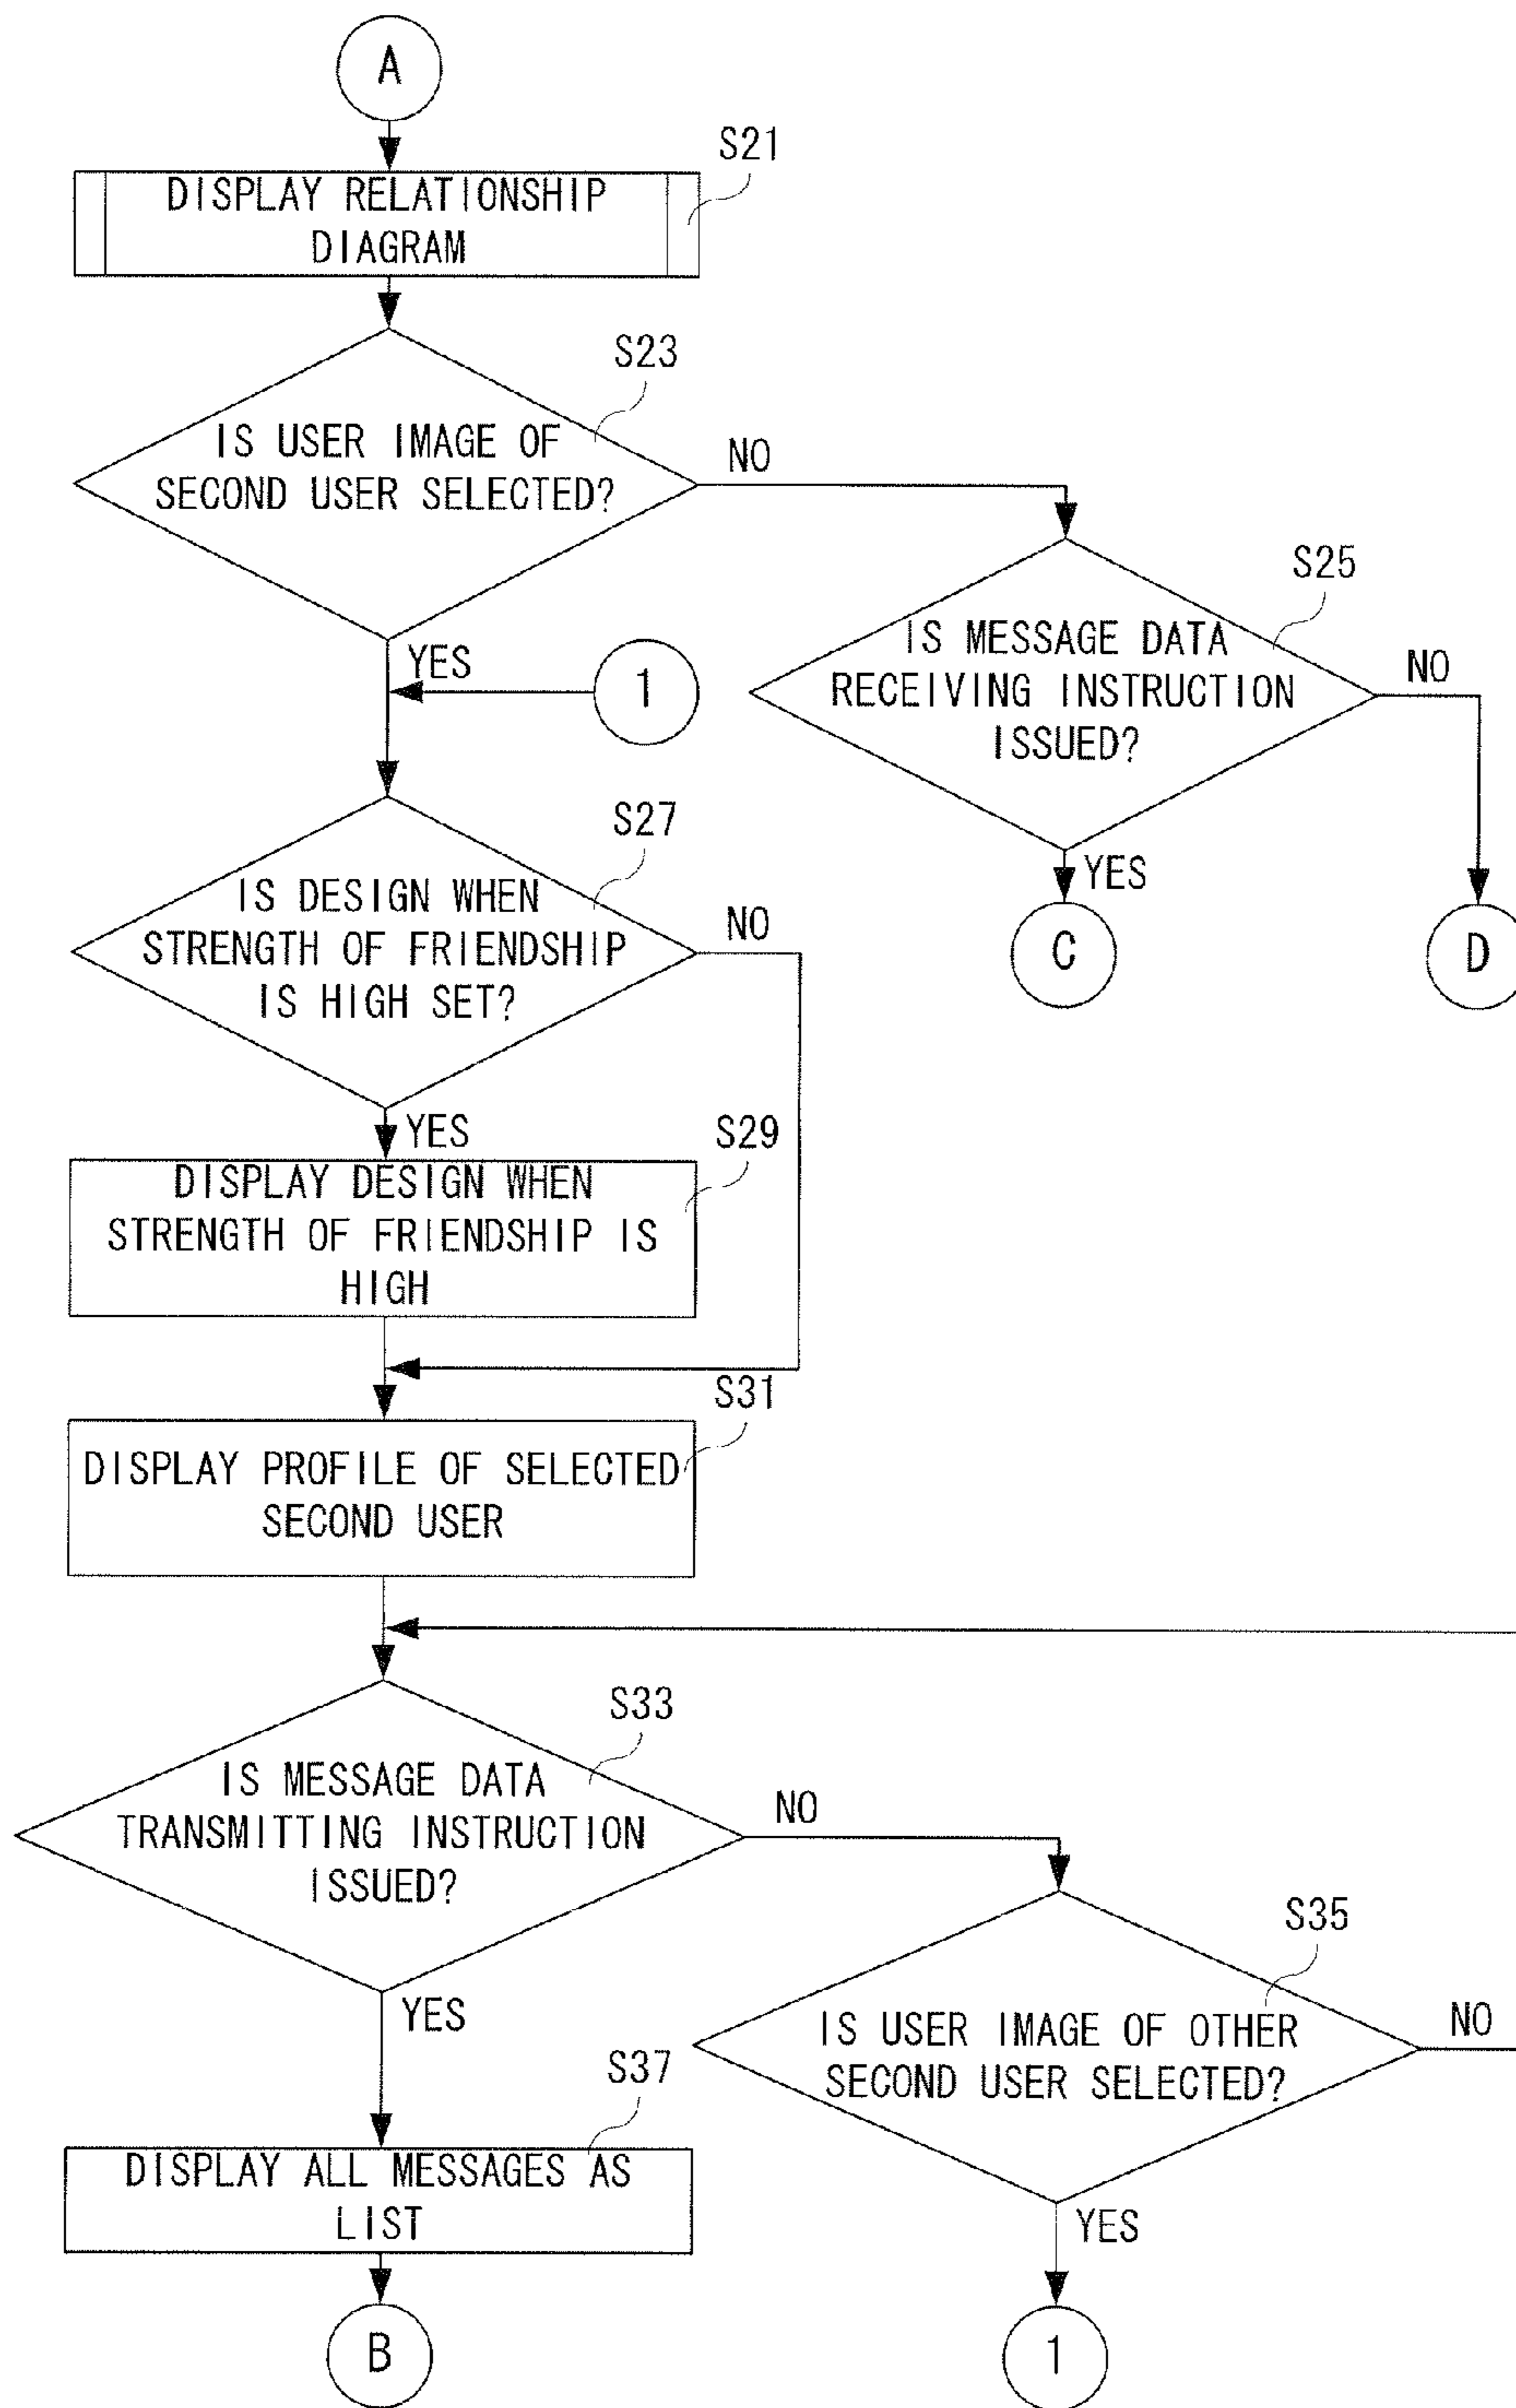 A
S21
DISPLAY RELATIONSHIP
DIAGRAM
S23
IS USER IMAGE OF
SECOND USER SELECTED?
NO
S25
IS MESSAGE DATA
RECEIVING INSTRUCTION
ISSUED?
NO
YES
1
YES
C
D
S27
IS DESIGN WHEN
STRENGTH OF FRIENDSHIP
IS HIGH SET?
NO
YES
S29
DISPLAY DESIGN WHEN
STRENGTH OF FRIENDSHIP IS
HIGH
S31
DISPLAY PROFILE OF SELECTED
SECOND USER
S33
IS MESSAGE DATA
TRANSMITTING INSTRUCTION
ISSUED?
NO
S35
IS USER IMAGE OF OTHER
SECOND USER SELECTED?
NO
YES
S37
DISPLAY ALL MESSAGES AS
LIST
YES
B
1